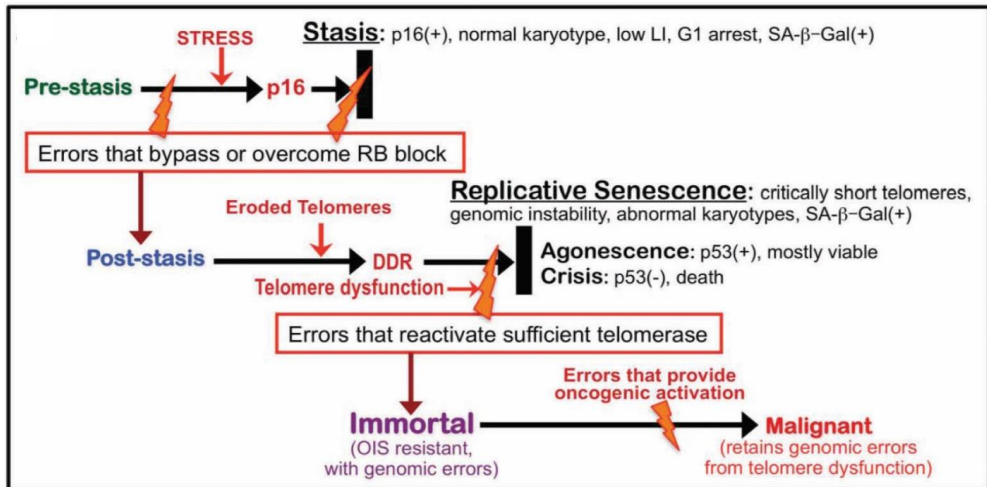 Stasis: p16(+), normal karyotype, low LI, G1 arrest, SA-β−Gal(+)
STRESS
Pre-stasis
p16
Errors that bypass or overcome RB block
Replicative Senescence: critically short telomeres,
genomic instability, abnormal karyotypes, SA-β−Gal(+)
Eroded Telomeres
Agonescence: p53(+), mostly viable
Post-stasis
DDR
Crisis: p53(-), death
Telomere dysfunction
Errors that reactivate sufficient telomerase
Errors that provide
oncogenic activation
Immortal
(OIS resistant,
with genomic errors)
Malignant
(retains genomic errors
from telomere dysfunction)